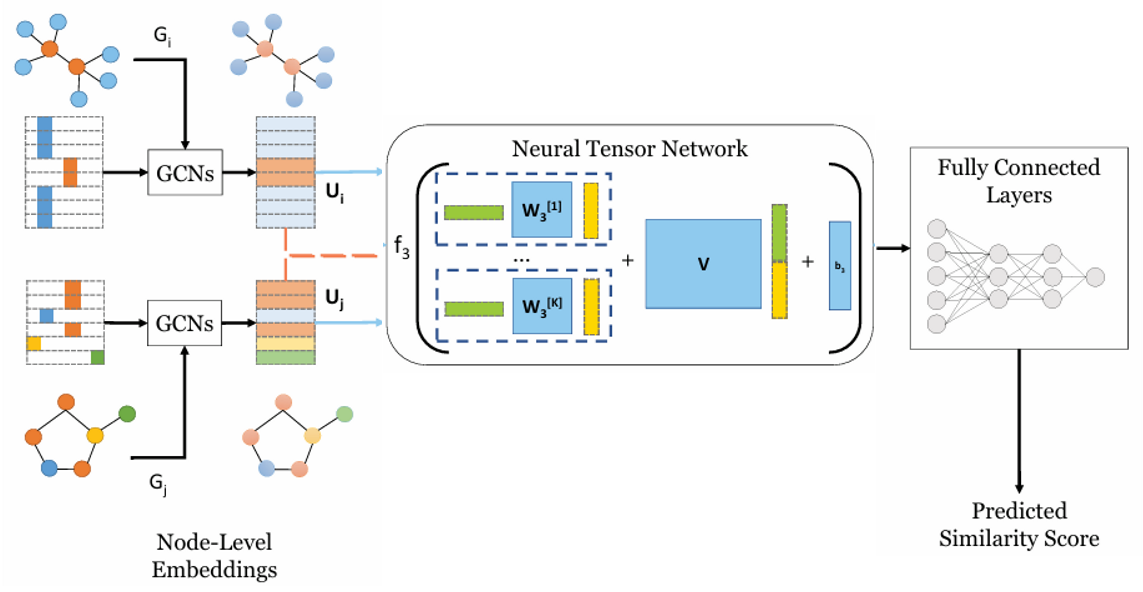 G_i
GCNs
U_i
Neural Tensor Network
f_3
W_3^[1]
...
W_3^[K]
+
V
+
b_3
Fully Connected
Layers
GCNs
U_j
G_j
Predicted
Similarity Score
Node-Level
Embeddings